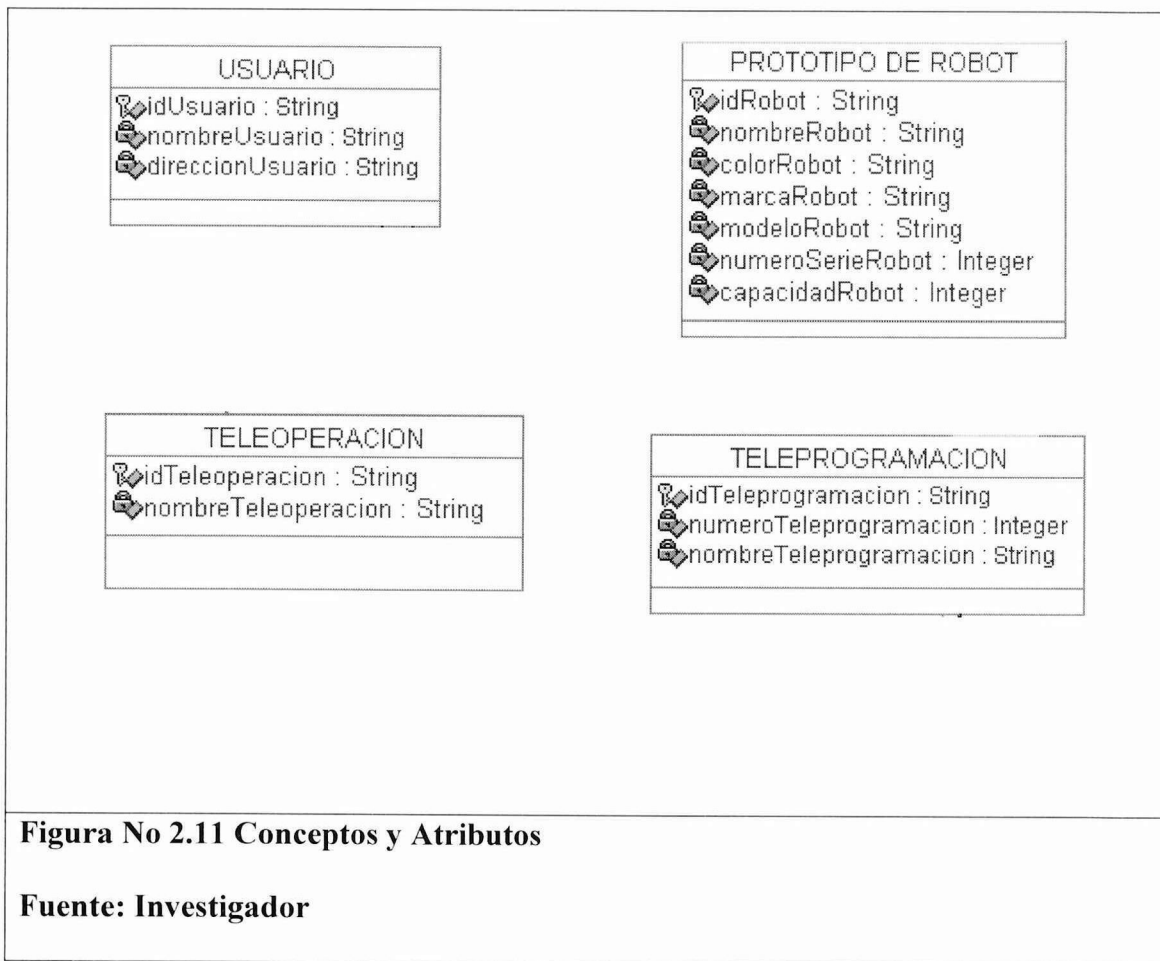 USUARIO
idUsuario : String
nombreUsuario : String
direccionUsuario : String
PROTOTIPO DE ROBOT
idRobot : String
nombreRobot : String
colorRobot : String
marcaRobot : String
modeloRobot : String
numeroSerieRobot : Integer
capacidadRobot : Integer
TELEOPERACION
idTeleoperacion : String
nombreTeleoperacion : String
TELEPROGRAMACION
idTeleprogramacion : String
numeroTeleprogramacion : Integer
nombreTeleprogramacion : String
Figura No 2.11 Conceptos y Atributos
Fuente: Investigador